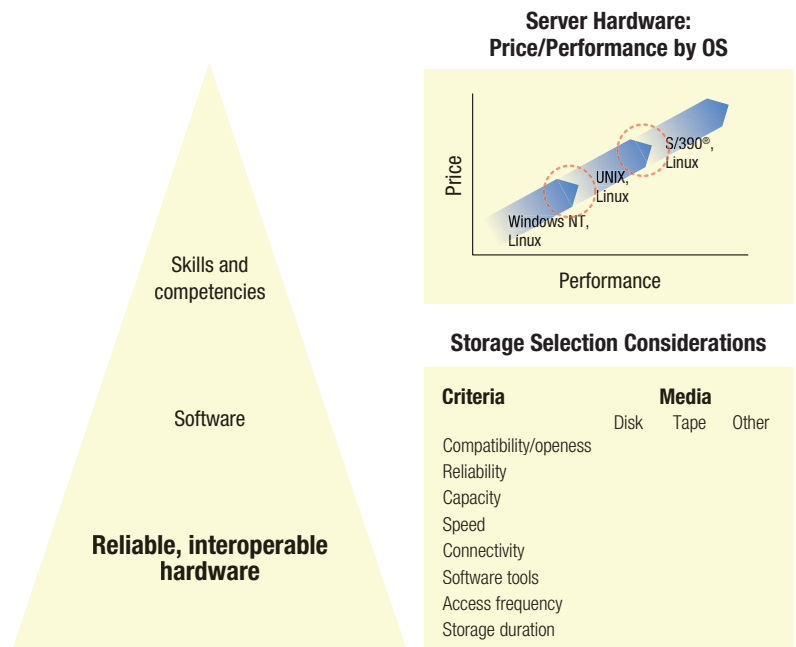 Skills and
competencies
Software
Reliable, interoperable
hardware
Server Hardware:
Price/Performance by OS
Price
S/390®,
Linux
UNIX,
Linux
Windows NT,
Linux
Performance
Storage Selection Considerations
Criteria Media
Disk Tape Other
Compatibility/openess
Reliability
Capacity
Speed
Connectivity
Software tools
Access frequency
Storage duration